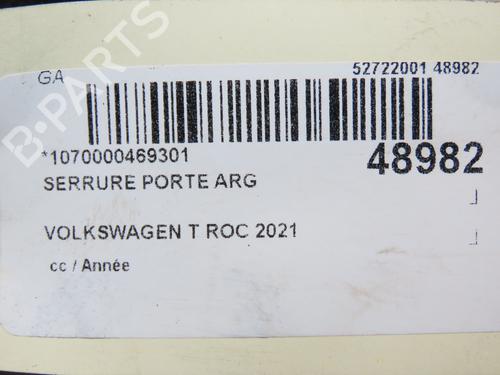 GA
52722001 48982
*1070000469301
48982
SERRURE PORTE ARG
VOLKSWAGEN T ROC 2021
cc / Année
B-PARTS